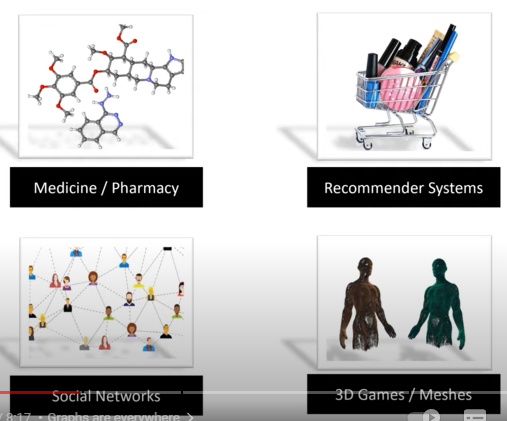 Medicine / Pharmacy
Recommender Systems
Social Networks
3D Games / Meshes
/ 8:17 • Graphs are everywhere >